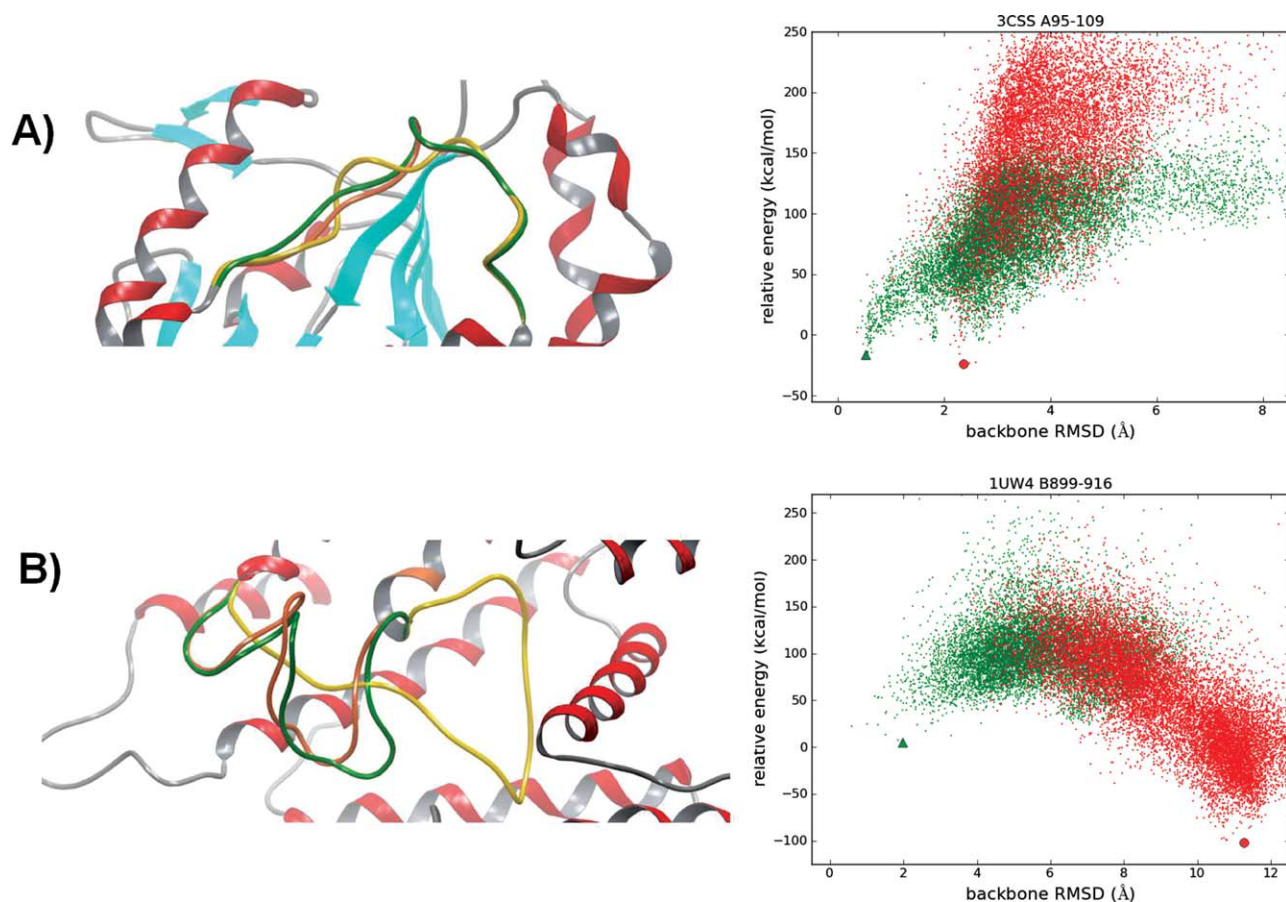 A)
3CSS A95-109
250
200
150
100
50
0
−50
relative energy (kcal/mol)
0 2 4 6 8
backbone RMSD (Å)
B)
1UW4 B899-916
250
200
150
100
50
0
−50
−100
relative energy (kcal/mol)
0 2 4 6 8 10 12
backbone RMSD (Å)